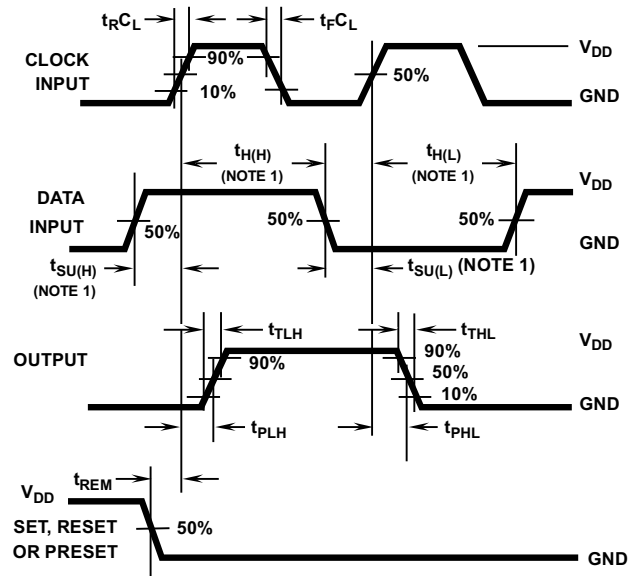 tRCL
tFCL
CLOCK
INPUT
90%
10%
50%
VDD
GND
tH(H)
(NOTE 1)
tH(L)
(NOTE 1)
DATA
INPUT
50%
50%
50%
VDD
GND
tSU(H)
(NOTE 1)
tSU(L) (NOTE 1)
tTLH
tTHL
OUTPUT
90%
90%
50%
10%
VDD
GND
tPLH
tPHL
tREM
VDD
SET, RESET
OR PRESET
50%
GND